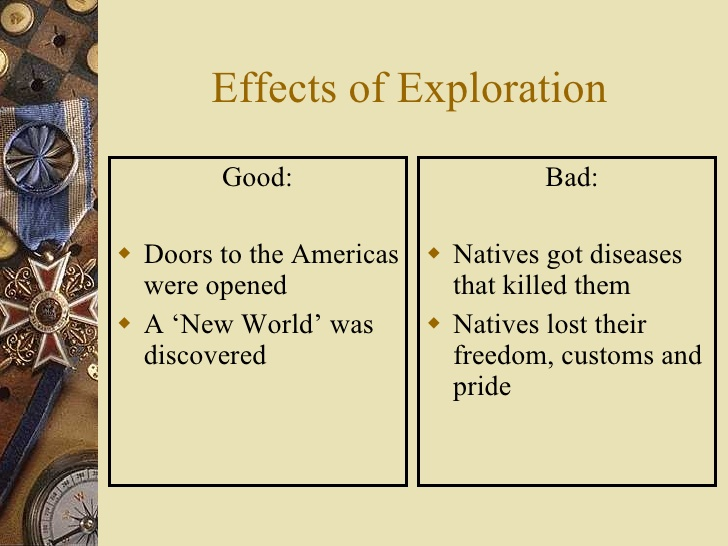 Effects of Exploration
Good:
Doors to the Americas
were opened
A ‘New World’ was
discovered
Bad:
Natives got diseases
that killed them
Natives lost their
freedom, customs and
pride